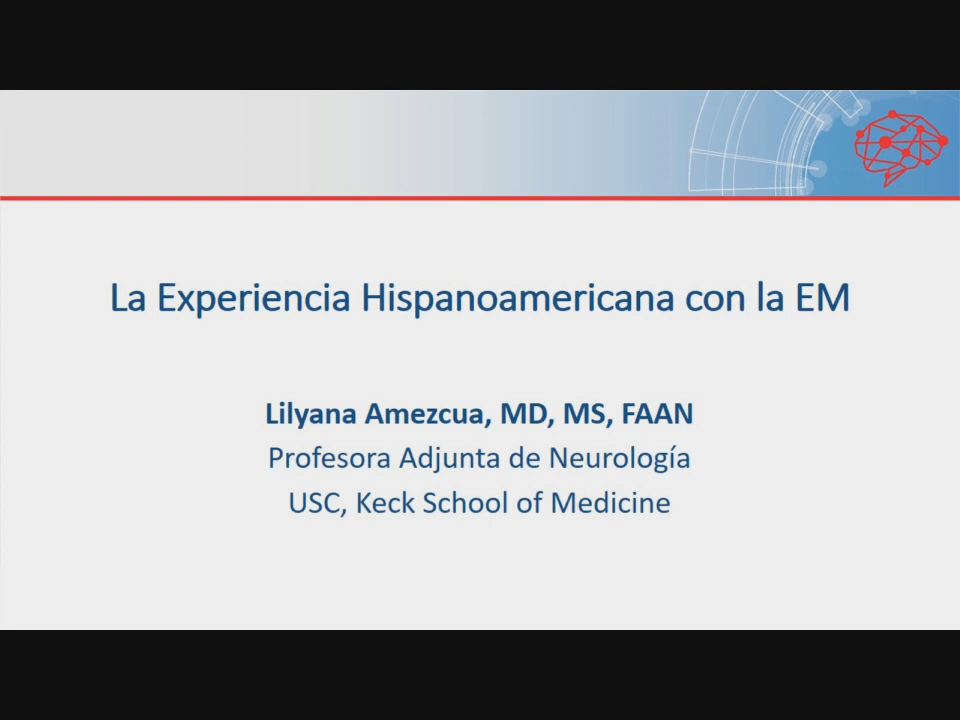 La Experiencia Hispanoamericana con la EM
Lilyana Amezcua, MD, MS, FAAN
Profesora Adjunta de Neurología
USC, Keck School of Medicine